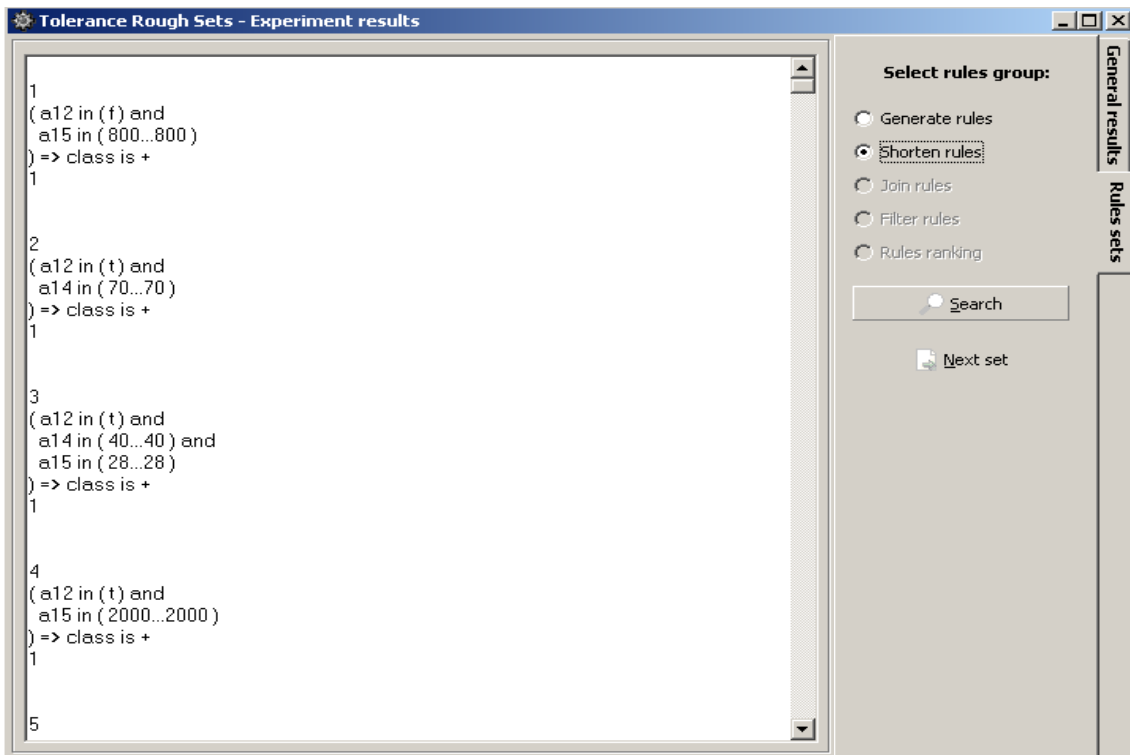 Tolerance Rough Sets - Experiment results
1
( a12 in ( f ) and
a15 in ( 800...800 )
) => class is +
1
2
( a12 in ( t ) and
a14 in ( 70...70 )
) => class is +
1
3
( a12 in ( t ) and
a14 in ( 40...40 ) and
a15 in ( 28...28 )
) => class is +
1
4
( a12 in ( t ) and
a15 in ( 2000...2000 )
) => class is +
1
5
Select rules group:
Generate rules
Shorten rules
Join rules
Filter rules
Rules ranking
Search
Next set
General results
Rules sets